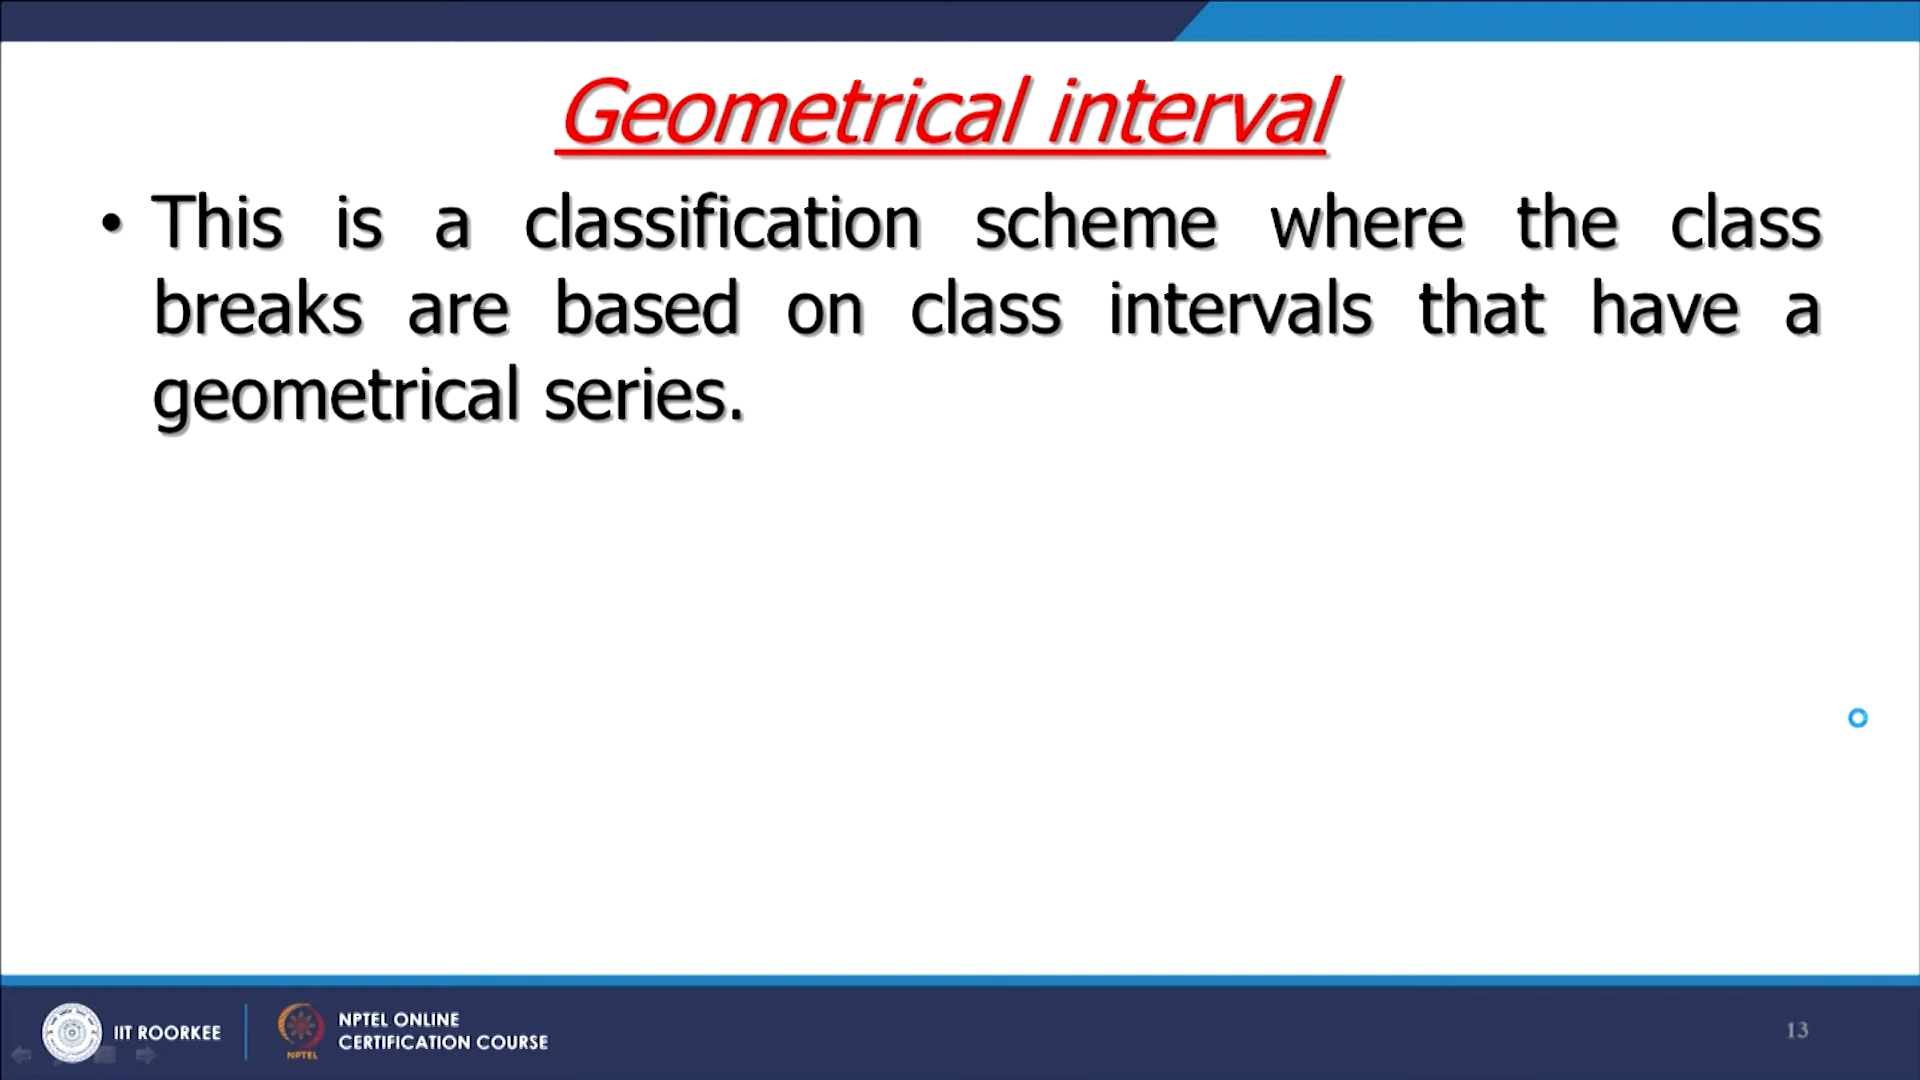 Geometrical interval
• This is a classification scheme where the class
breaks are based on class intervals that have a
geometrical series.
IIT ROORKEE
NPTEL
NPTEL ONLINE
CERTIFICATION COURSE
13